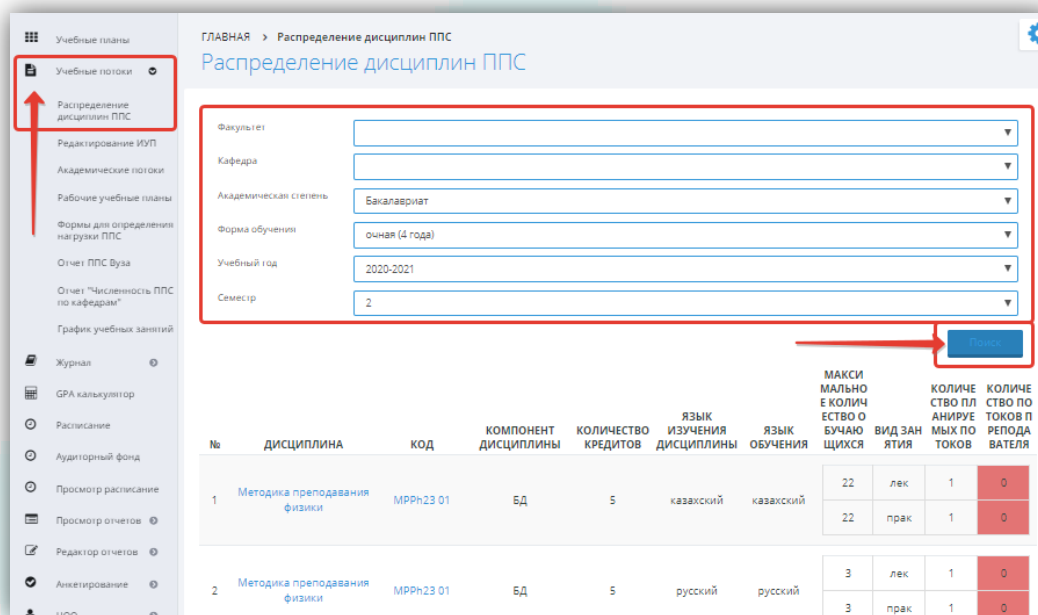 Учебные планы
Учебные потоки
Распределение
дисциплин ППС
Редактирование ИУП
Академические потоки
Рабочие учебные планы
Формы для определения
нагрузки ППС
Отчет ППС Вуза
Отчет "Численность ППС
по кафедрам"
График учебных занятий
Журнал
GPA калькулятор
Расписание
Аудиторный фонд
Просмотр расписание
Просмотр отчетов
Редактор отчетов
Анкетирование
ГЛАВНАЯ > Распределение дисциплин ППС
Распределение дисциплин ППС
Факультет
Кафедра
Академическая степень Бакалавриат
Форма обучения очная (4 года)
Учебный год 2020-2021
Семестр 2
Поиск
№ ДИСЦИПЛИНА КОД
КОМПОНЕНТ
ДИСЦИПЛИНЫ
КОЛИЧЕСТВО
КРЕДИТОВ
ЯЗЫК
ИЗУЧЕНИЯ
ДИСЦИПЛИНЫ
ЯЗЫК
ОБУЧЕНИЯ
МАКСИ
МАЛЬНО
Е КОЛИЧ
ЕСТВО О
БУЧАЮ
ЩИХСЯ
ВИД ЗАН
ЯТИЯ
КОЛИЧЕ
СТВО ПЛ
АНИРУЕ
МЫХ ПО
ТОКОВ
КОЛИЧЕ
СТВО ПО
ТОКОВ П
РЕПОДА
ВАТЕЛЯ
1 Методика преподавания
физики
MPPh23 01 БД 5 казахский казахский
22 лек 1 0
22 прак 1 0
2 Методика преподавания
физики
MPPh23 01 БД 5 русский русский
3 лек 1 0
3 прак 1 0